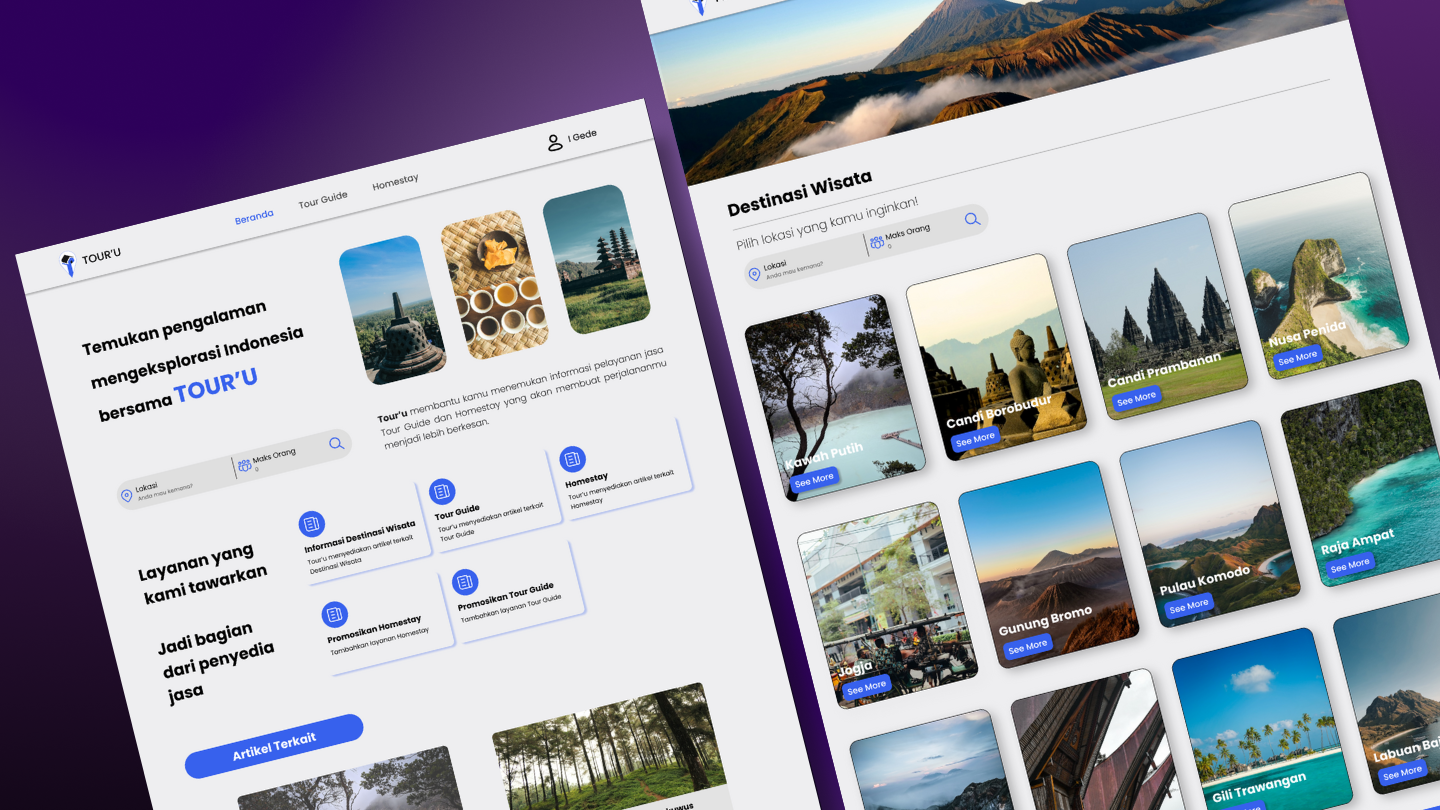 TOUR'U
Beranda
Tour Guide
Homestay
I Gede
Temukan pengalaman
mengeksplorasi Indonesia
bersama TOUR'U
Lokasi
Anda mau kemana?
Maks Orang
0
Tour'u membantu kamu menemukan informasi pelayanan jasa
Tour Guide dan Homestay yang akan membuat perjalananmu
menjadi lebih berkesan.
Layanan yang
kami tawarkan
Informasi Destinasi Wisata
Tour'u menyediakan artikel terkait
Destinasi Wisata
Tour Guide
Tour'u menyediakan artikel terkait
Tour Guide
Homestay
Tour'u menyediakan artikel terkait
Homestay
Jadi bagian
dari penyedia
jasa
Promosikan Homestay
Tambahkan layanan Homestay
Promosikan Tour Guide
Tambahkan layanan Tour Guide
Artikel Terkait
Destinasi Wisata
Pilih lokasi yang kamu inginkan!
Lokasi
Anda mau kemana?
Maks Orang
0
Kawah Putih
See More
Candi Borobudur
See More
Candi Prambanan
See More
Nusa Penida
See More
Jogja
See More
Gunung Bromo
See More
Pulau Komodo
See More
Raja Ampat
See More
Gili Trawangan
Labuan Baj
See More